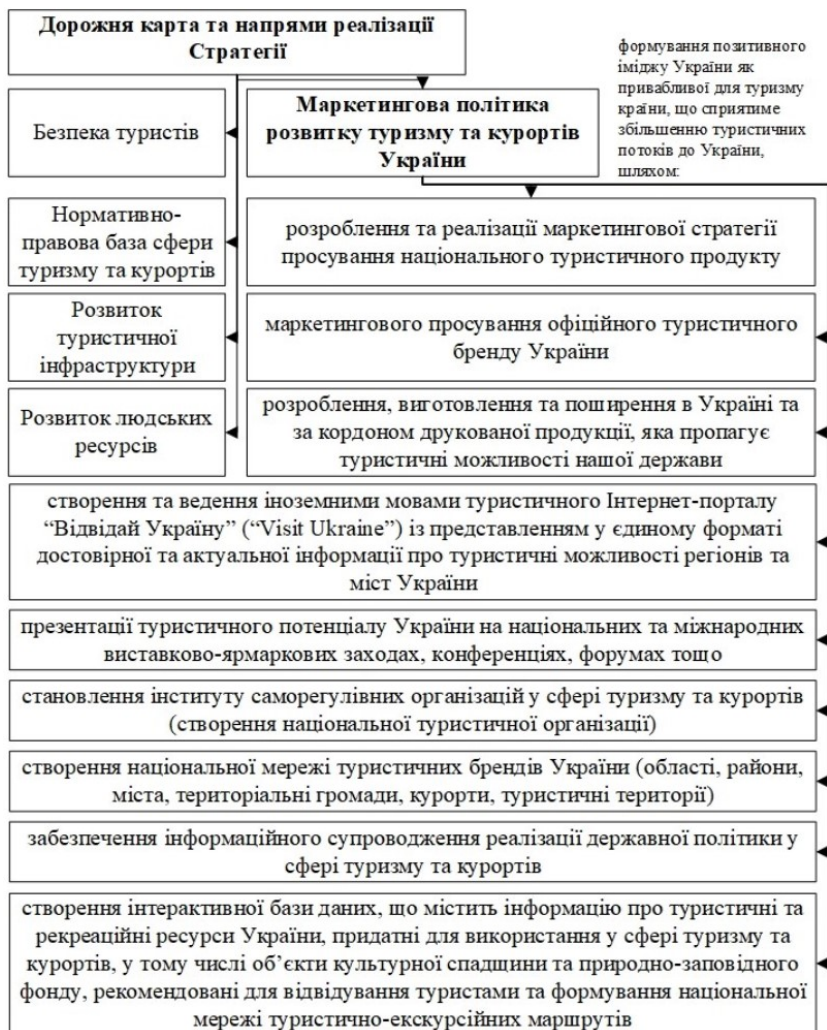 Дорожня карта та напрями реалізації
Стратегії
формування позитивного
іміджу України як
привабливої для туризму
країни, що сприятиме
збільшенню туристичних
потоків до України,
шляхом:
Безпека туристів
Маркетингова політика
розвитку туризму та курортів
України
Нормативно-
правова база сфери
туризму та курортів
розроблення та реалізації маркетингової стратегії
просування національного туристичного продукту
Розвиток
туристичної
інфраструктури
маркетингового просування офіційного туристичного
бренду України
Розвиток людських
ресурсів
розроблення, виготовлення та поширення в Україні та
за кордоном друкованої продукції, яка пропагує
туристичні можливості нашої держави
створення та ведення іноземними мовами туристичного Інтернет-порталу
“Відвідай Україну” (“Visit Ukraine”) із представленням у єдиному форматі
достовірної та актуальної інформації про туристичні можливості регіонів та
міст України
презентації туристичного потенціалу України на національних та міжнародних
виставково-ярмаркових заходах, конференціях, форумах тощо
становлення інституту саморегулівних організацій у сфері туризму та курортів
(створення національної туристичної організації)
створення національної мережі туристичних брендів України (області, райони,
міста, територіальні громади, курорти, туристичні території)
забезпечення інформаційного супроводження реалізації державної політики у
сфері туризму та курортів
створення інтерактивної бази даних, що містить інформацію про туристичні та
рекреаційні ресурси України, придатні для використання у сфері туризму та
курортів, у тому числі об’єкти культурної спадщини та природно-заповідного
фонду, рекомендовані для відвідування туристами та формування національної
мережі туристично-екскурсійних маршрутів